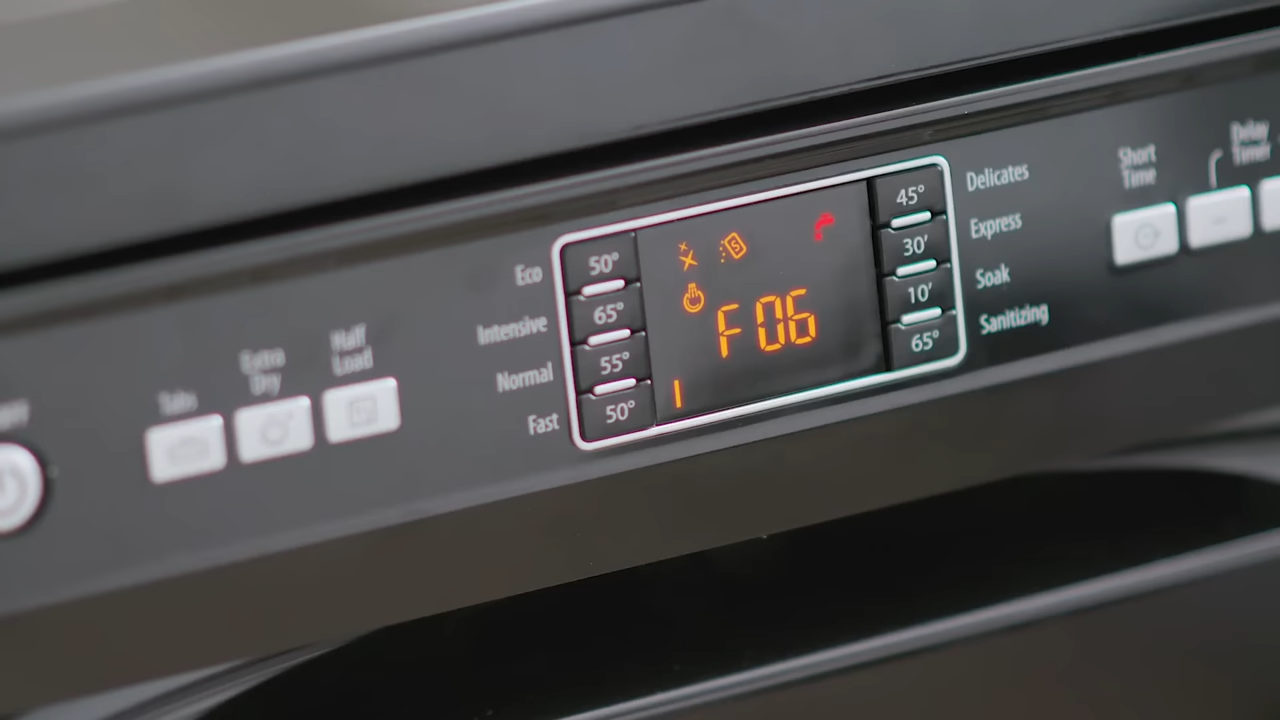 Tabs
Extra
Dry
Half
Load
Eco
Intensive
Normal
Fast
50°
65°
55°
50°
S
F06
45°
30′
10′
65°
Delicates
Express
Soak
Sanitizing
Short
Time
Delay
Timer